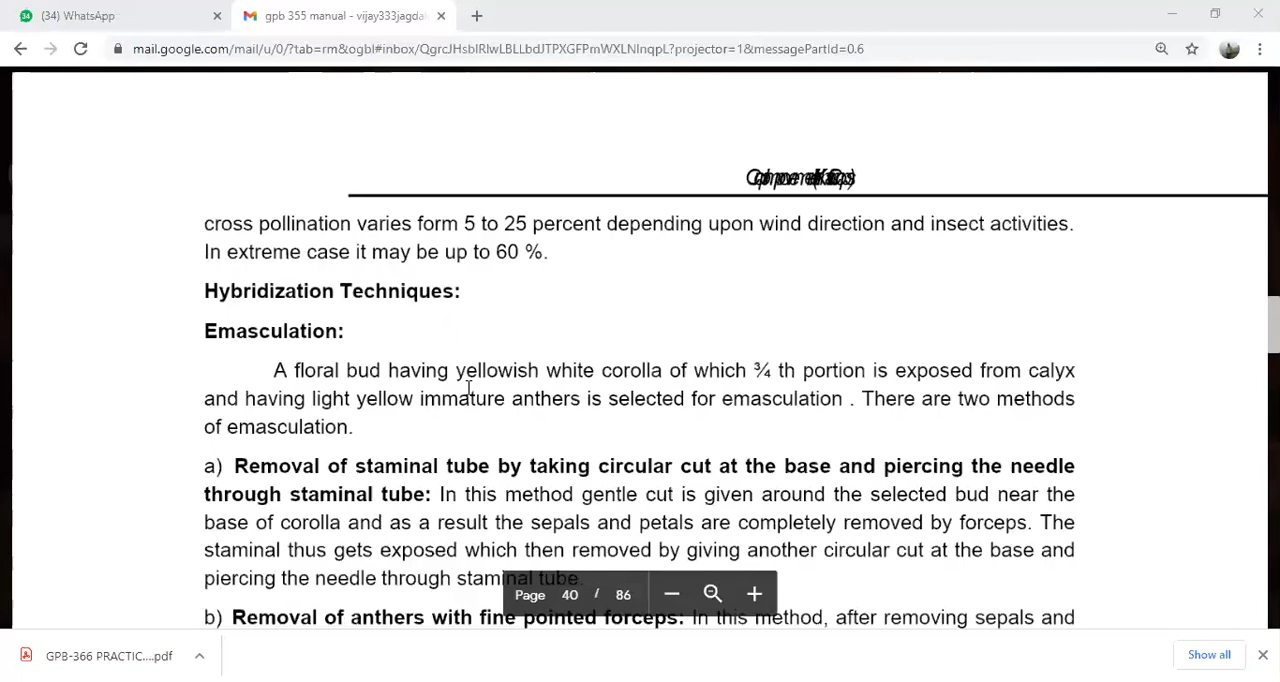 (34) WhatsApp
gpb 355 manual - vijay333jagda
mail.google.com/mail/u/0/?tab=rm&ogbl#inbox/QgrcJHsblRlwLBLLbdJTPXGFPmWXLNlnqpL?projector=1&messagePartId=0.6
cross pollination varies form 5 to 25 percent depending upon wind direction and insect activities.
In extreme case it may be up to 60 %.
Hybridization Techniques:
Emasculation:
A floral bud having yellowish white corolla of which ¾ th portion is exposed from calyx
and having light yellow immature anthers is selected for emasculation . There are two methods
of emasculation.
a) Removal of staminal tube by taking circular cut at the base and piercing the needle
through staminal tube: In this method gentle cut is given around the selected bud near the
base of corolla and as a result the sepals and petals are completely removed by forceps. The
staminal thus gets exposed which then removed by giving another circular cut at the base and
piercing the needle through staminal tube
Page 40 / 86
b) Removal of anthers with fine pointed forceps: In this method, after removing sepals and
GPB-366 PRACTIC....pdf
Show all